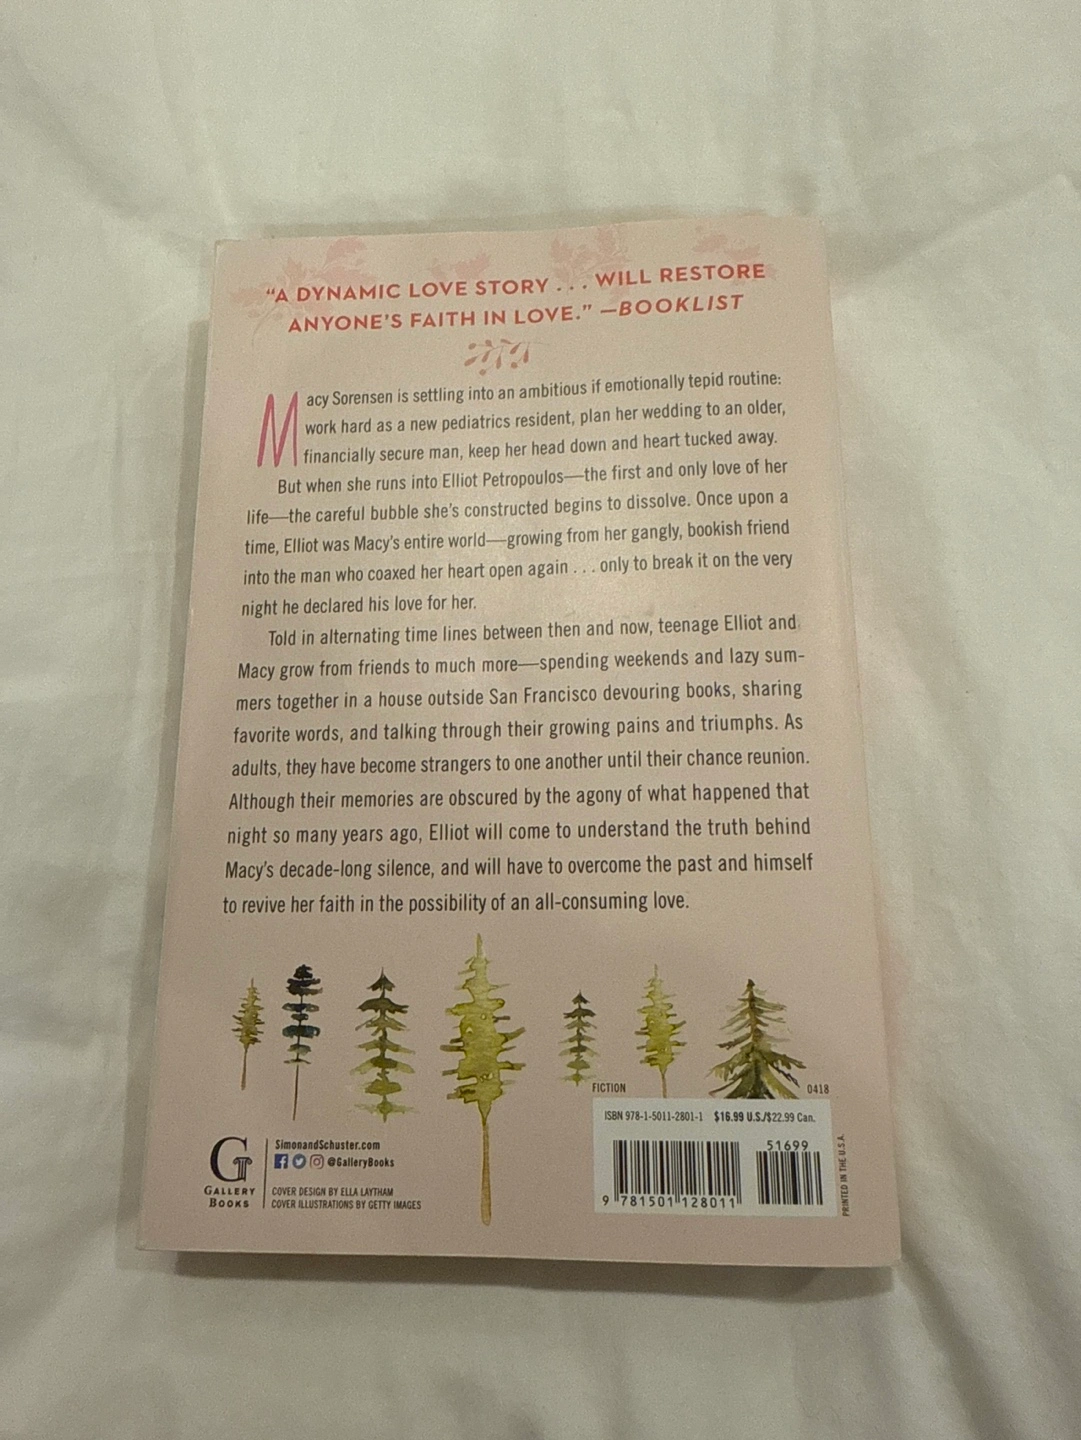 "A DYNAMIC LOVE STORY . . . WILL RESTORE
ANYONE'S FAITH IN LOVE." —BOOKLIST
Macy Sorensen is settling into an ambitious if emotionally tepid routine:
work hard as a new pediatrics resident, plan her wedding to an older,
financially secure man, keep her head down and heart tucked away.
But when she runs into Elliot Petropoulos—the first and only love of her
life—the careful bubble she's constructed begins to dissolve. Once upon a
time, Elliot was Macy's entire world—growing from her gangly, bookish friend
into the man who coaxed her heart open again . . . only to break it on the very
night he declared his love for her.
Told in alternating time lines between then and now, teenage Elliot and
Macy grow from friends to much more—spending weekends and lazy sum-
mers together in a house outside San Francisco devouring books, sharing
favorite words, and talking through their growing pains and triumphs. As
adults, they have become strangers to one another until their chance reunion.
Although their memories are obscured by the agony of what happened that
night so many years ago, Elliot will come to understand the truth behind
Macy's decade-long silence, and will have to overcome the past and himself
to revive her faith in the possibility of an all-consuming love.
FICTION 0418
ISBN 978-1-5011-2801-1 $16.99 U.S./$22.99 Can.
51699
9 781501 128011
PRINTED IN THE U.S.A.
G
GALLERY
BOOKS
SimonandSchuster.com
@GalleryBooks
COVER DESIGN BY ELLA LAYTHAM
COVER ILLUSTRATIONS BY GETTY IMAGES